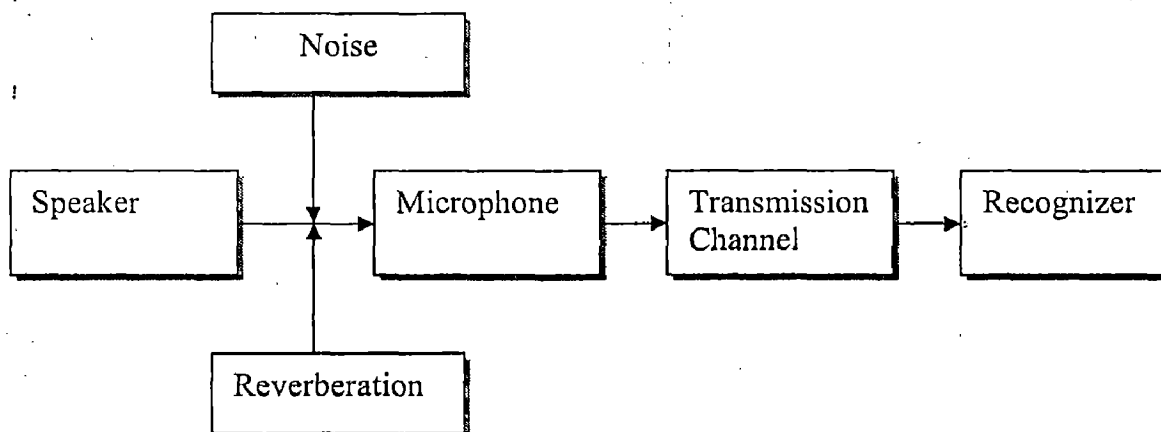 Noise
Speaker
Microphone
Transmission
Channel
Recognizer
Reverberation